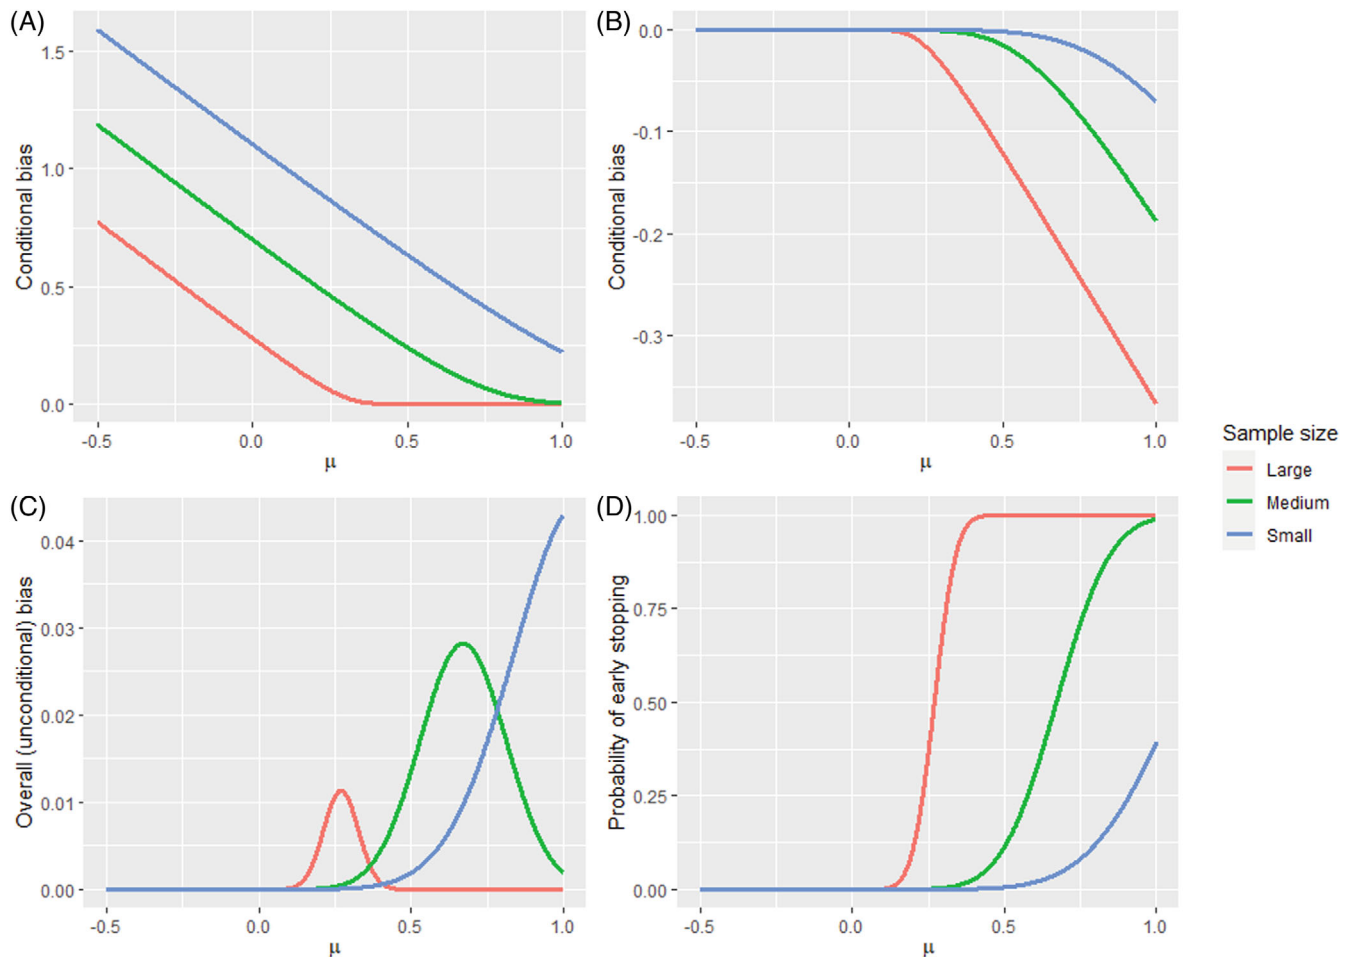 (A)
Conditional bias
1.5
1.0
0.5
0.0
-0.5 0.0 0.5 1.0
μ
(B)
Conditional bias
0.0
-0.1
-0.2
-0.3
-0.5 0.0 0.5 1.0
μ
(C)
Overall (unconditional) bias
0.04
0.03
0.02
0.01
0.00
-0.5 0.0 0.5 1.0
μ
(D)
Probability of early stopping
1.00
0.75
0.50
0.25
0.00
-0.5 0.0 0.5 1.0
μ
Sample size
Large
Medium
Small